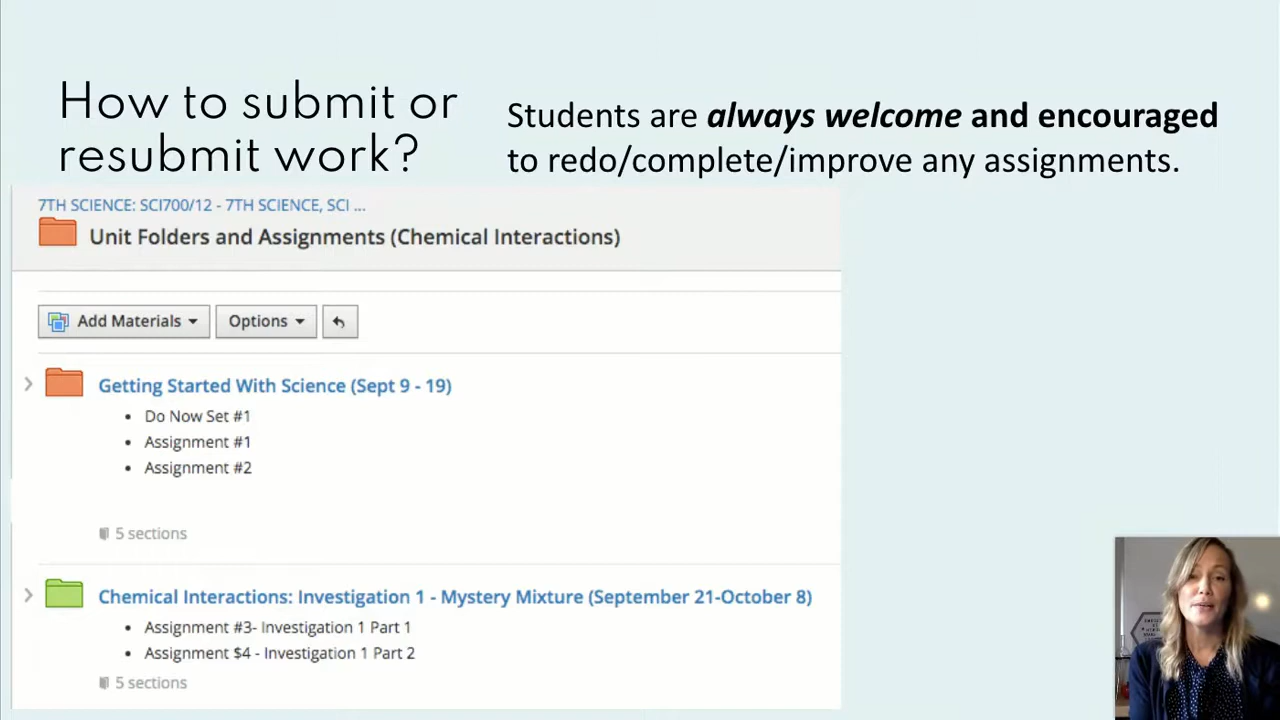 How to submit or
resubmit work?
Students are always welcome and encouraged
to redo/complete/improve any assignments.
7TH SCIENCE: SCI700/12 - 7TH SCIENCE, SCI ...
Unit Folders and Assignments (Chemical Interactions)
Add Materials
Options
Getting Started With Science (Sept 9 - 19)
Do Now Set #1
Assignment #1
Assignment #2
5 sections
Chemical Interactions: Investigation 1 - Mystery Mixture (September 21-October 8)
Assignment #3- Investigation 1 Part 1
Assignment $4 - Investigation 1 Part 2
5 sections